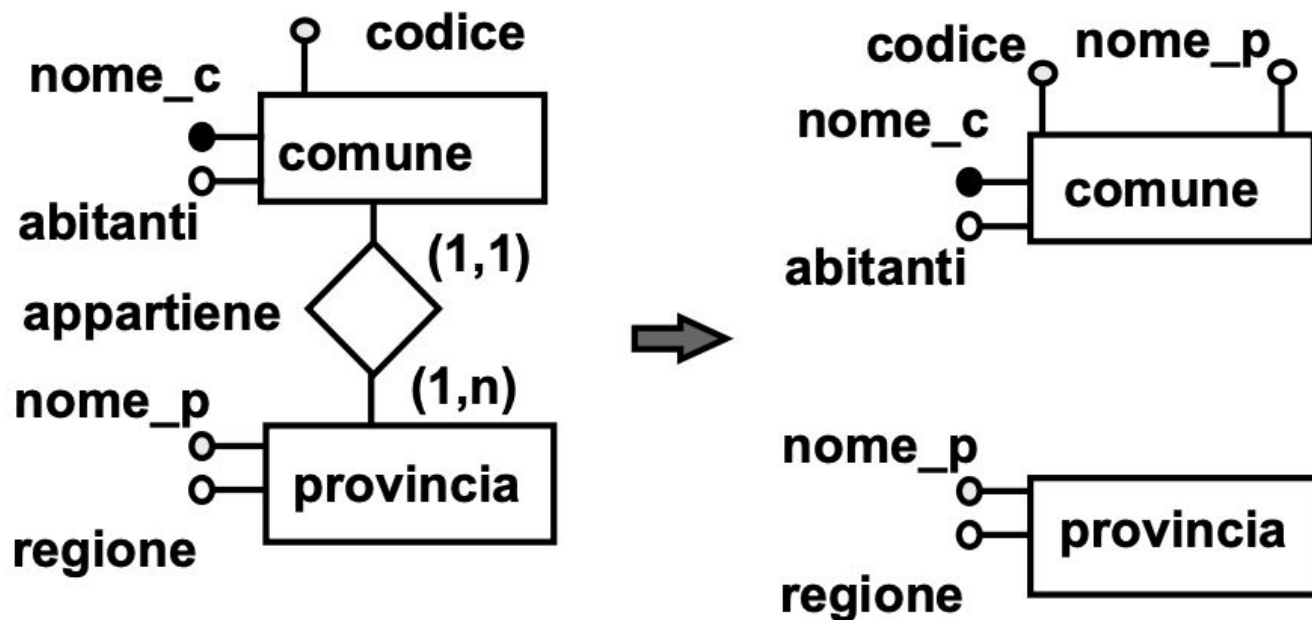 codice
nome_c
comune
abitanti
(1,1)
appartiene
(1,n)
nome_p
provincia
regione
codice
nome_p
nome_c
comune
abitanti
nome_p
provincia
regione